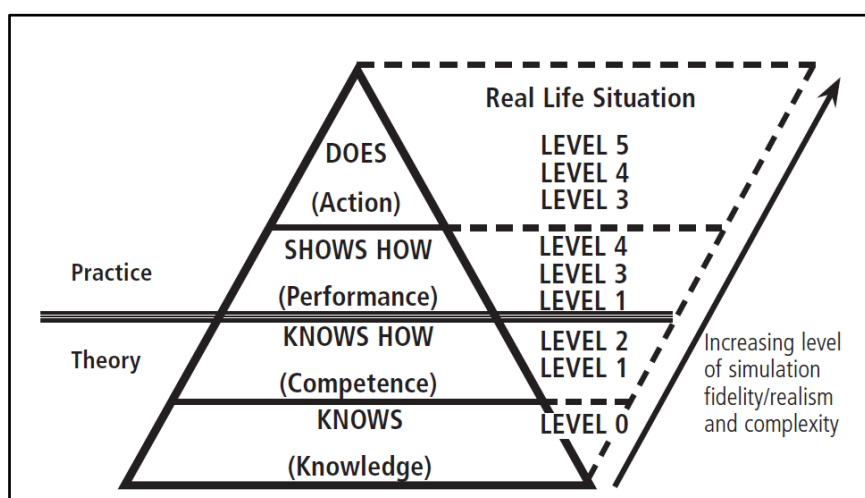 Real Life Situation
DOES
(Action)
LEVEL 5
LEVEL 4
LEVEL 3
Practice
SHOWS HOW
(Performance)
LEVEL 4
LEVEL 3
LEVEL 1
Theory
KNOWS HOW
(Competence)
LEVEL 2
LEVEL 1
KNOWS
(Knowledge)
LEVEL 0
Increasing level
of simulation
fidelity/realism
and complexity